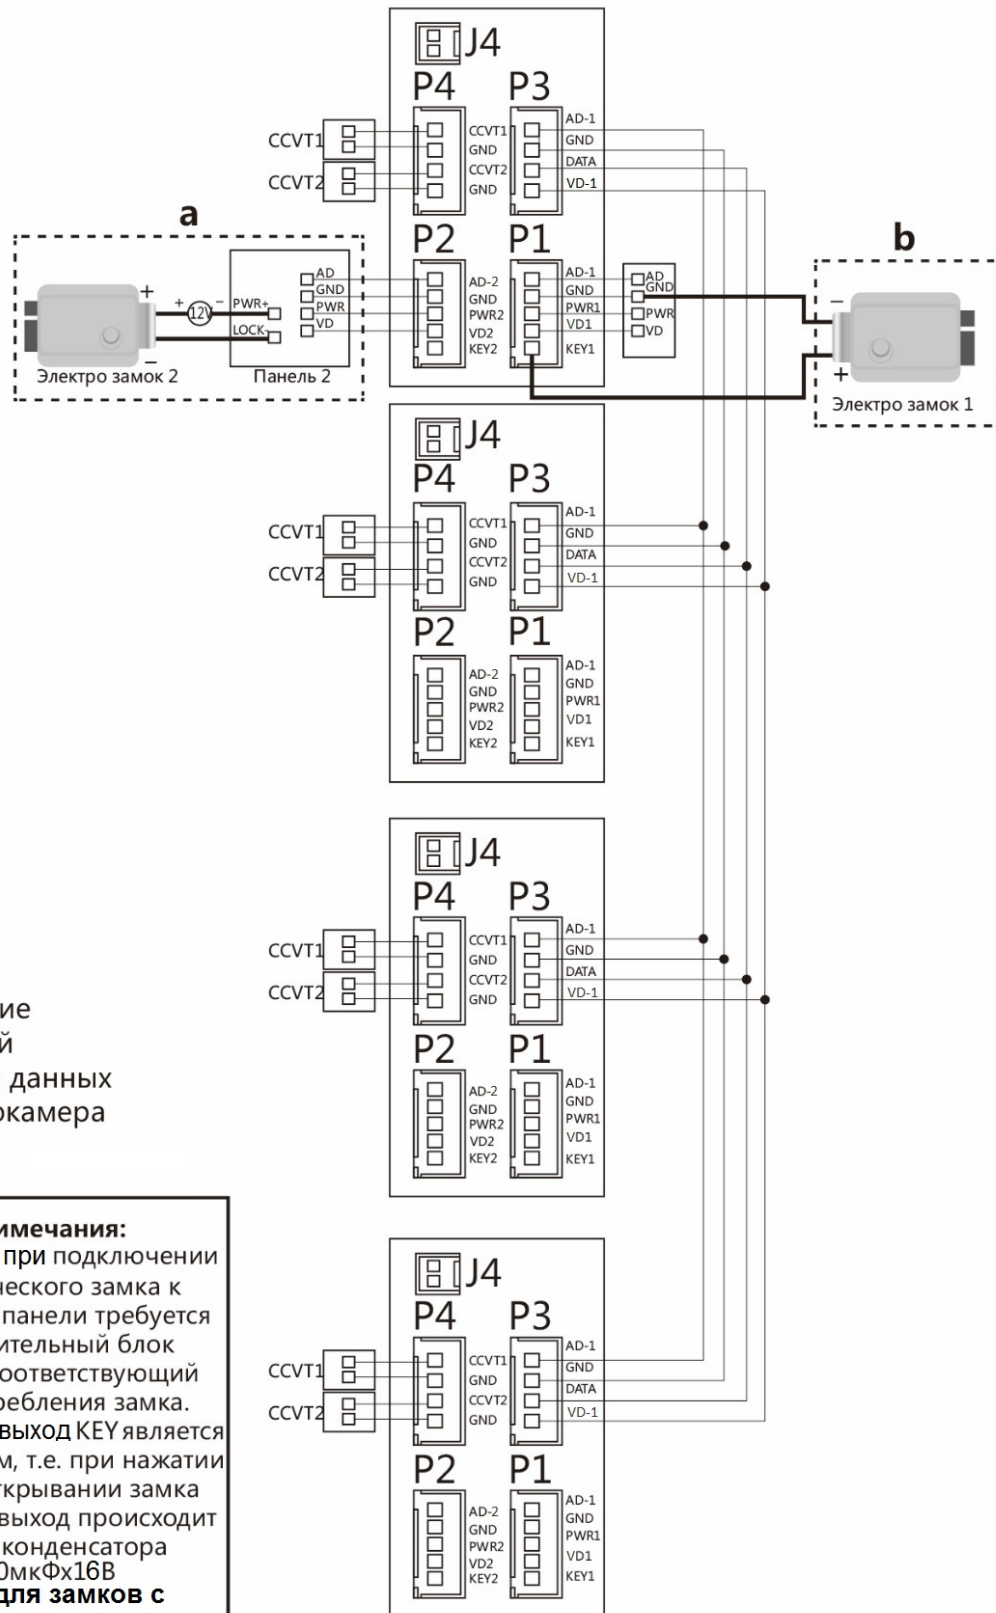 J4
P4 P3
CCVT1
CCVT2
CCVT1
GND
CCVT2
GND
AD-1
GND
DATA
VD-1
a
P2 P1
b
+
+ 12V −
PWR+
LOCK-
−
AD
GND
PWR
VD
Электро замок 2
Панель 2
AD-2
GND
PWR2
VD2
KEY2
AD-1
GND
PWR1
VD1
KEY1
AD
GND
PWR
VD
−
+
Электро замок 1
J4
P4 P3
CCVT1
CCVT2
CCVT1
GND
CCVT2
GND
AD-1
GND
DATA
VD-1
P2 P1
AD-2
GND
PWR2
VD2
KEY2
AD-1
GND
PWR1
VD1
KEY1
J4
P4 P3
CCVT1
CCVT2
CCVT1
GND
CCVT2
GND
AD-1
GND
DATA
VD-1
P2 P1
AD-2
GND
PWR2
VD2
KEY2
AD-1
GND
PWR1
VD1
KEY1
ие
й
данных
окамера
J4
P4 P3
CCVT1
CCVT2
CCVT1
GND
CCVT2
GND
AD-1
GND
DATA
VD-1
P2 P1
AD-2
GND
PWR2
VD2
KEY2
AD-1
GND
PWR1
VD1
KEY1
имечания:
при подключении
ческого замка к
панели требуется
ительный блок
оответствующий
ребления замка.
выход KEY является
м, т.е. при нажатии
ткрывании замка
выход происходит
конденсатора
0мкФх16В
для замков с